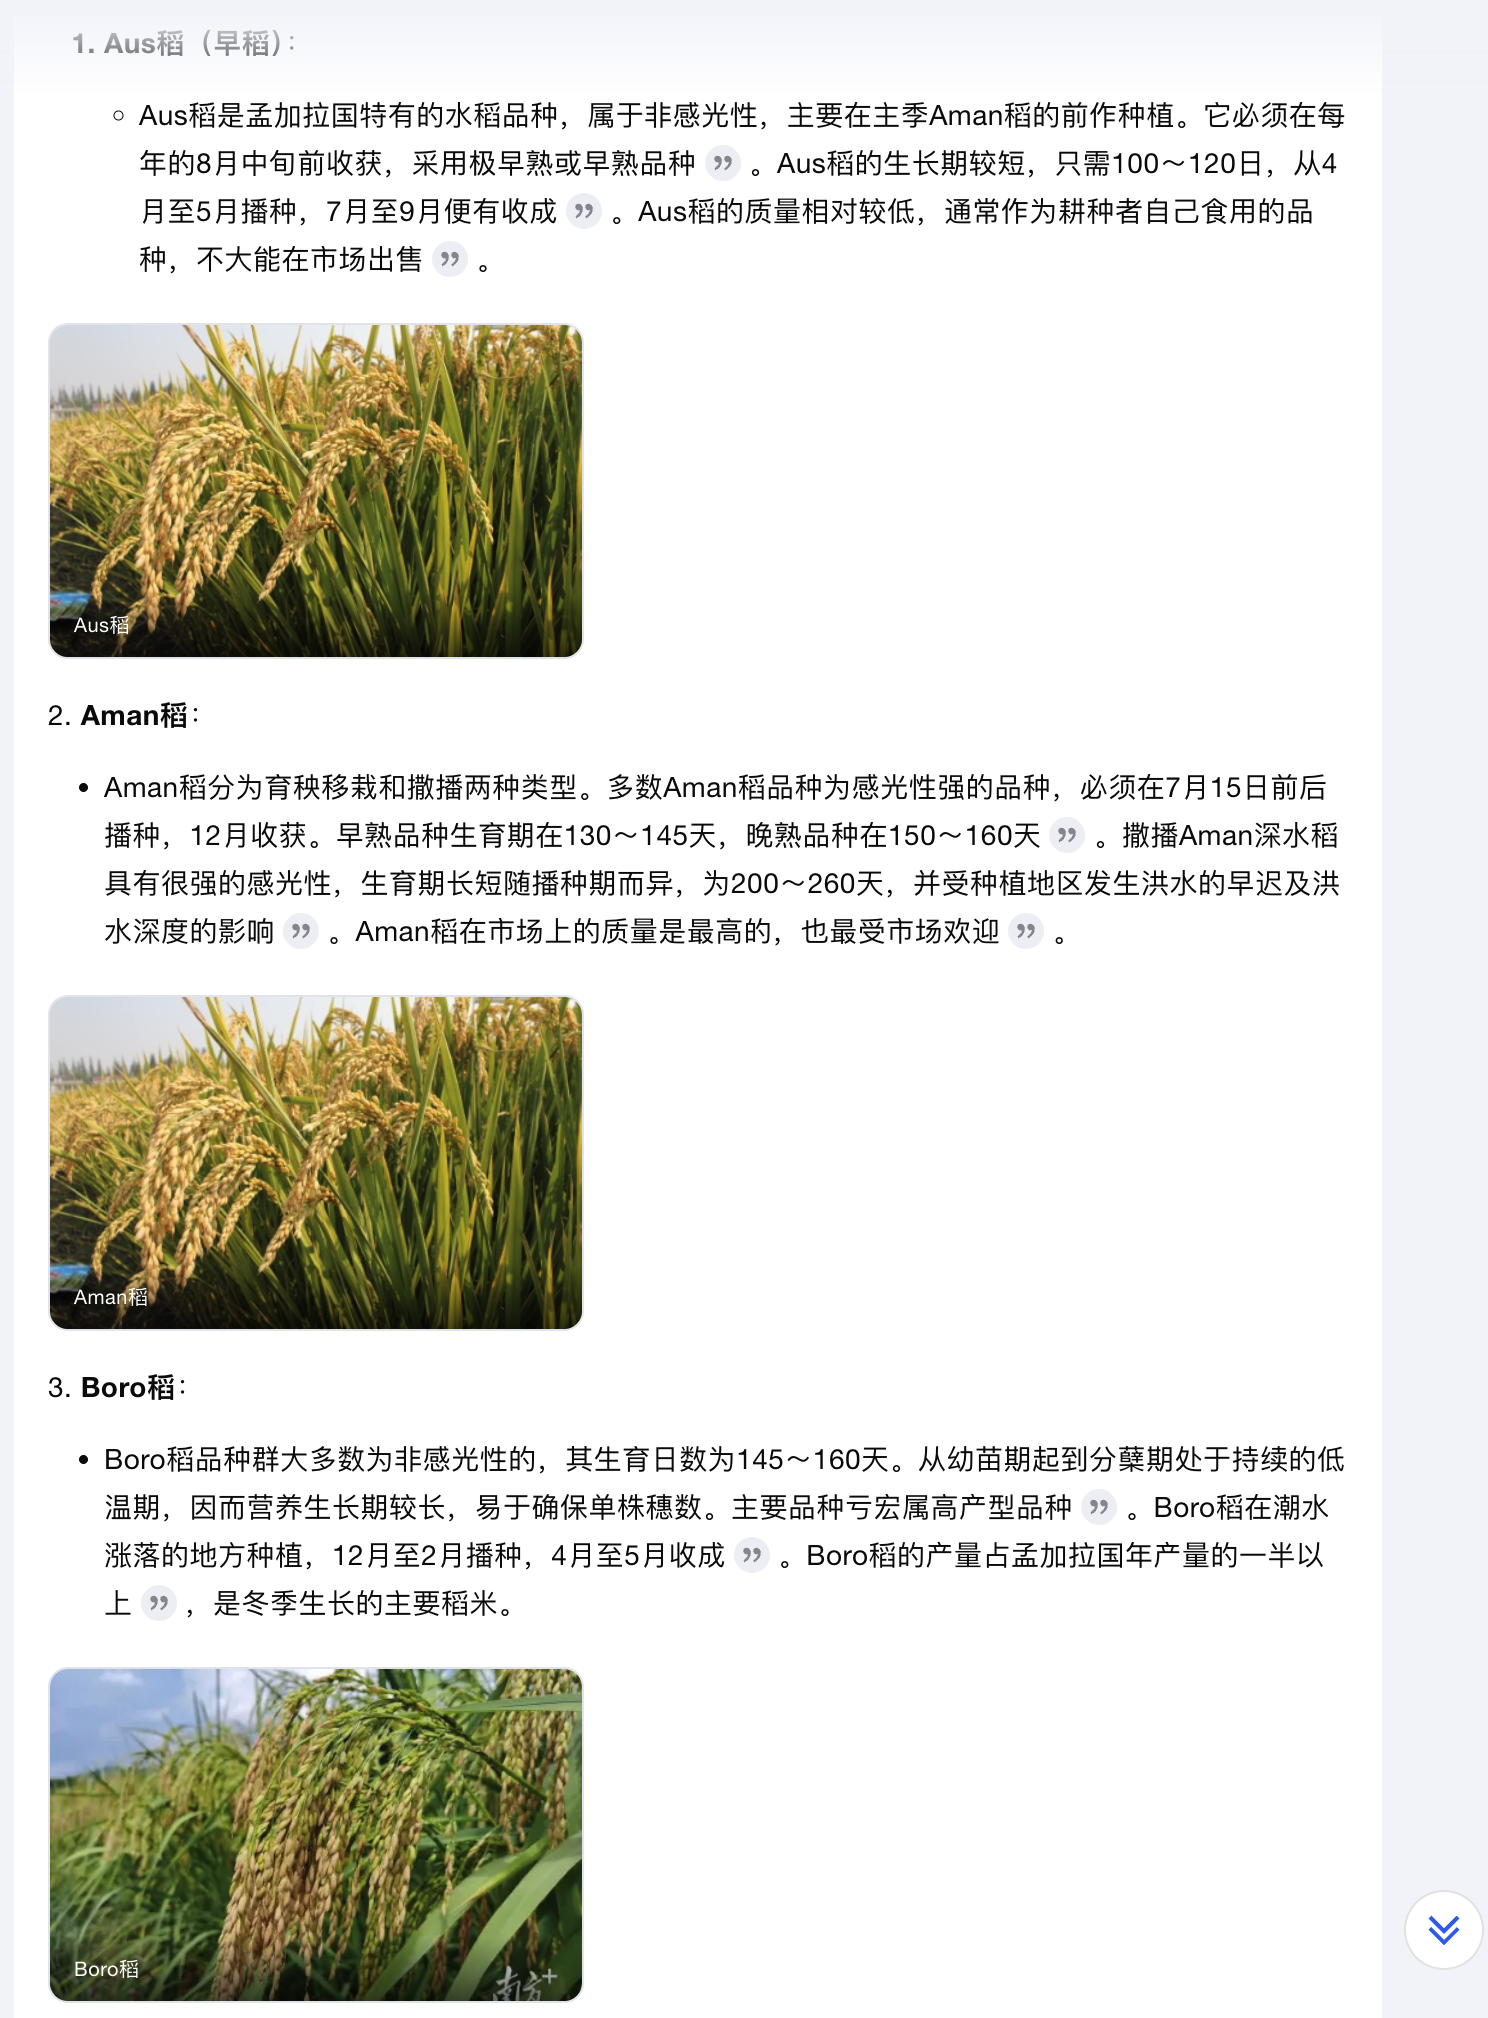 1. Aus稻（早稻）：
Aus稻是孟加拉国特有的水稻品种，属于非感光性，主要在主季Aman稻的前作种植。它必须在每
年的8月中旬前收获，采用极早熟或早熟品种 ” 。Aus稻的生长期较短，只需100～120日，从4
月至5月播种，7月至9月便有收成 ” 。Aus稻的质量相对较低，通常作为耕种者自己食用的品
种，不大能在市场出售 ” 。
Aus稻
2. Aman稻：
Aman稻分为育秧移栽和撒播两种类型。多数Aman稻品种为感光性强的品种，必须在7月15日前后
播种，12月收获。早熟品种生育期在130～145天，晚熟品种在150～160天 ” 。撒播Aman深水稻
具有很强的感光性，生育期长短随播种期而异，为200～260天，并受种植地区发生洪水的早迟及洪
水深度的影响 ” 。Aman稻在市场上的质量是最高的，也最受市场欢迎 ” 。
Aman稻
3. Boro稻：
Boro稻品种群大多数为非感光性的，其生育日数为145～160天。从幼苗期起到分蘖期处于持续的低
温期，因而营养生长期较长，易于确保单株穗数。主要品种亏宏属高产型品种 ” 。Boro稻在潮水
涨落的地方种植，12月至2月播种，4月至5月收成 ” 。Boro稻的产量占孟加拉国年产量的一半以
上 ” ，是冬季生长的主要稻米。
Boro稻
南方+